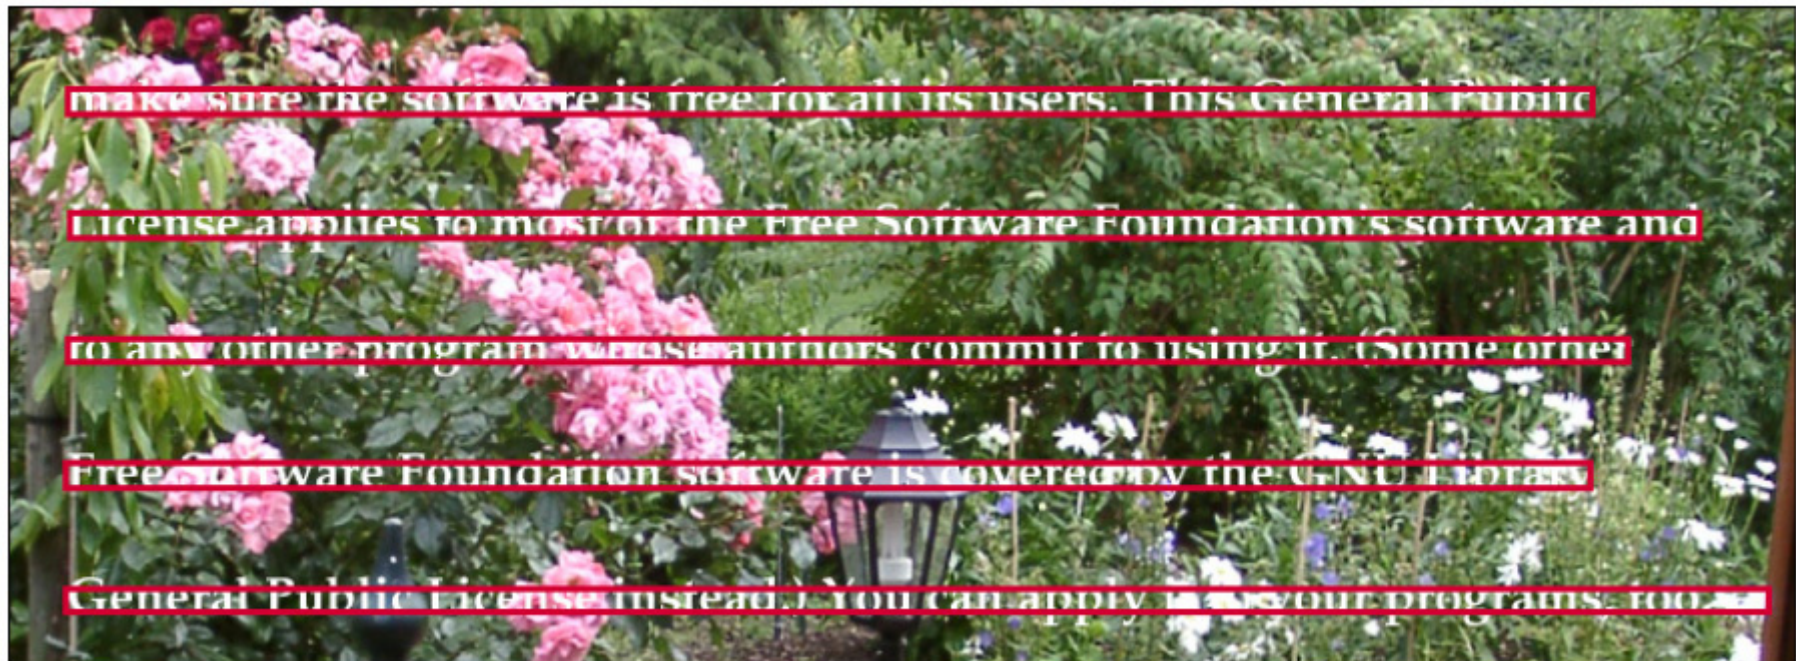 make sure the software is free for all its users. This General Public
License applies to most of the Free Software Foundation's software and
to any other program whose authors commit to using it. (Some other
Free Software Foundation software is covered by the GNU Library
General Public License instead.) You can apply it to your programs, too.